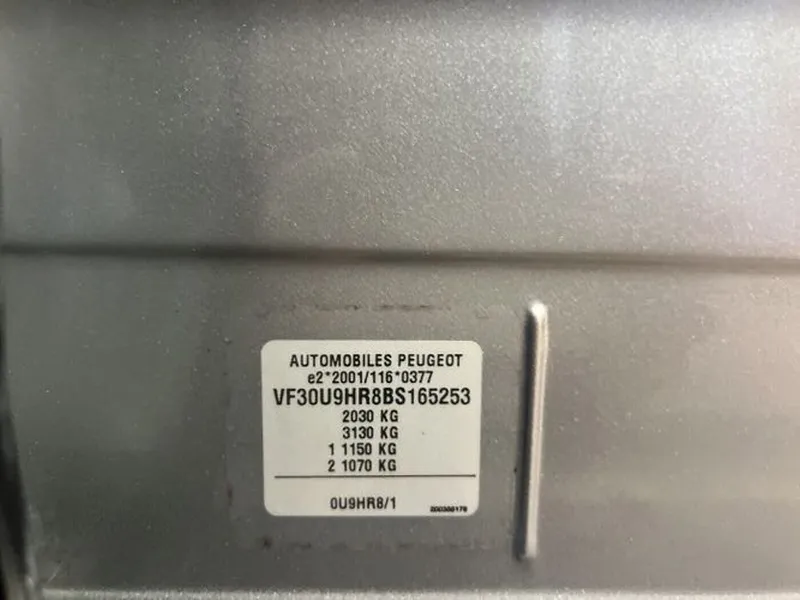 AUTOMOBILES PEUGEOT
e2*2001/116*0377
VF30U9HR8BS165253
2030 KG
3130 KG
1 1150 KG
2 1070 KG
0U9HR8/1